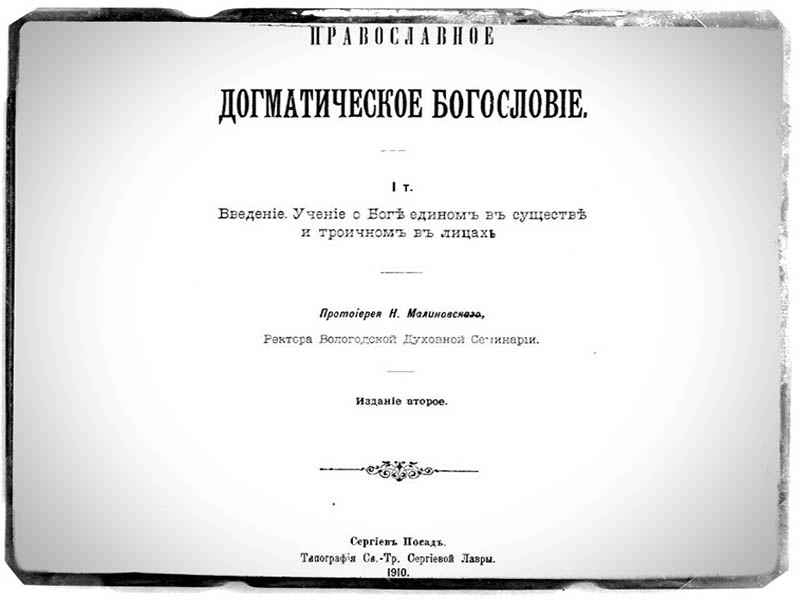 ПРАВОСЛАВНОЕ
ДОГМАТИЧЕСКОЕ БОГОСЛОВІЕ.
I т.
Введеніе. Ученіе о Богѣ единомъ въ существѣ
и троичномъ въ лицахъ
Протоіерея Н. Малиновскаго,
Ректора Вологодской Духовной Семинаріи.
Изданіе второе.
Сергіевъ Посадъ.
Типографія Св.-Тр. Сергіевой Лавры.
1910.